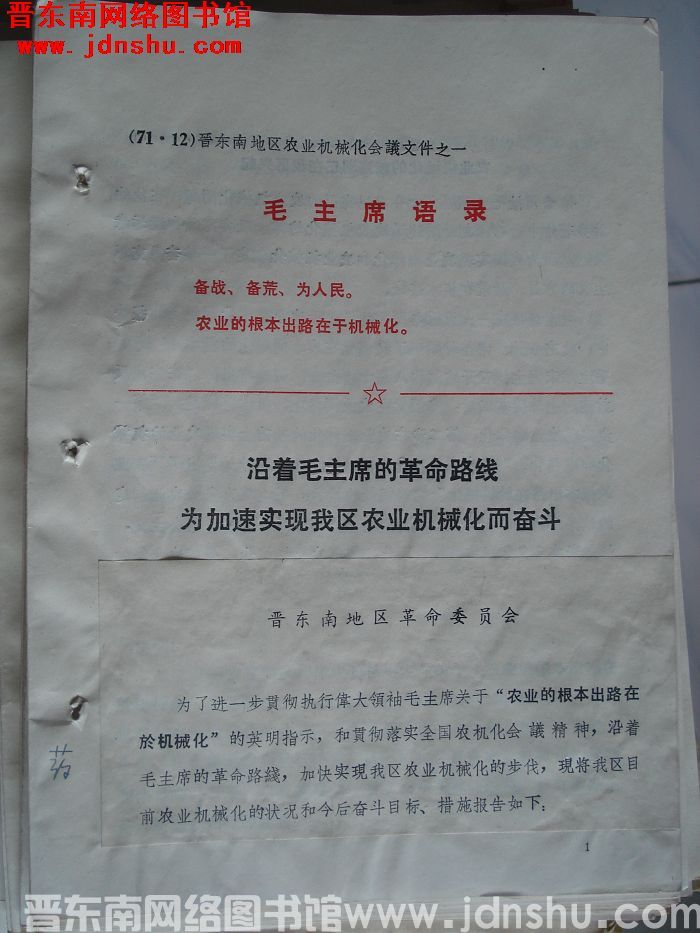 晋东南网络图书馆
www.jdnshu.com
(71·12)晋东南地区农业机械化会議文件之一
毛主席语录
备战、备荒、为人民。
农业的根本出路在于机械化。
沿着毛主席的革命路线
为加速实现我区农业机械化而奋斗
晋东南地区革命委员会
为了进一步貫彻执行偉大領袖毛主席关于“农业的根本出路在
於机械化”的英明指示，和貫彻落实全国农机化会議精神，沿着
毛主席的革命路綫，加快实现我区农业机械化的步伐，現将我区目
前农业机械化的状况和今后奋斗目标、措施报告如下：
1
晋东南网络图书馆www.jdnshu.com